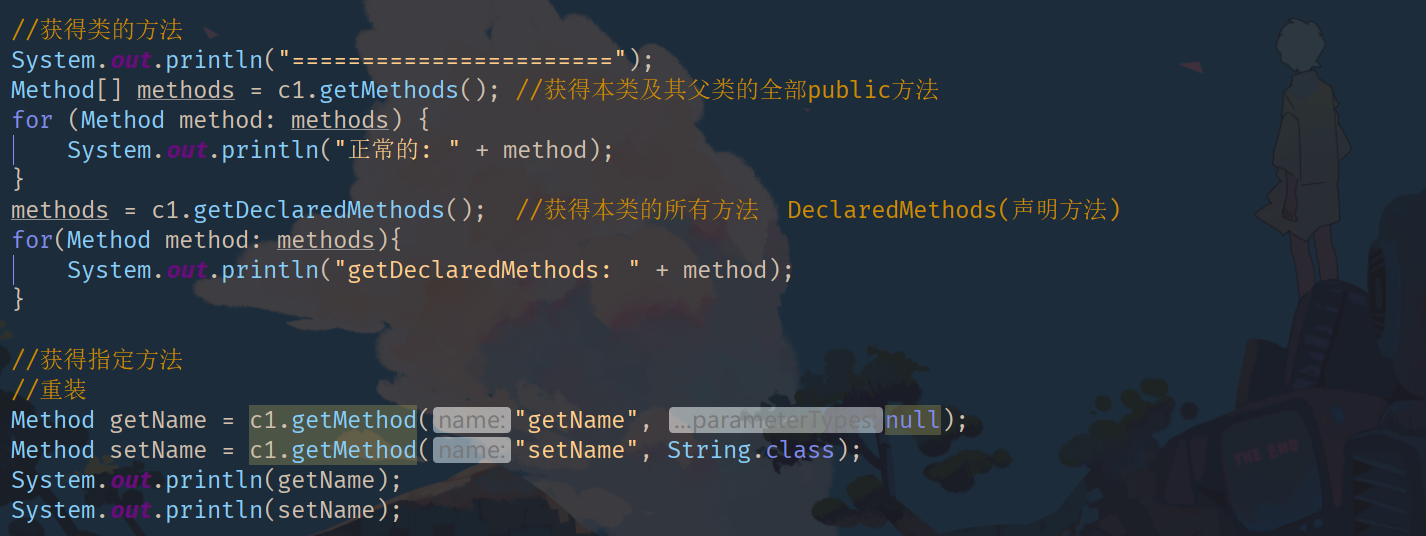 //获得类的方法
System.out.println("=======================");
Method[] methods = c1.getMethods(); //获得本类及其父类的全部public方法
for (Method method: methods) {
    System.out.println("正常的: " + method);
}
methods = c1.getDeclaredMethods();  //获得本类的所有方法  DeclaredMethods(声明方法)
for(Method method: methods){
    System.out.println("getDeclaredMethods: " + method);
}
//获得指定方法
//重装
Method getName = c1.getMethod( name: "getName", ...parameterTypes: null);
Method setName = c1.getMethod( name: "setName", String.class);
System.out.println(getName);
System.out.println(setName);
THE END